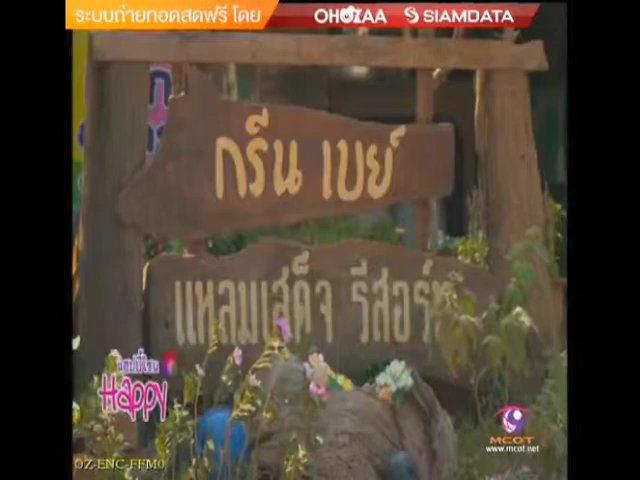 ระบบถ่ายทอดสดฟรี โดย OHOZAA SIAMDATA
กรีน เบย์
แหลมเสด็จ รีสอร์ท
Happy
MCOT
www.mcot.net
OZ-ENC-FFM0